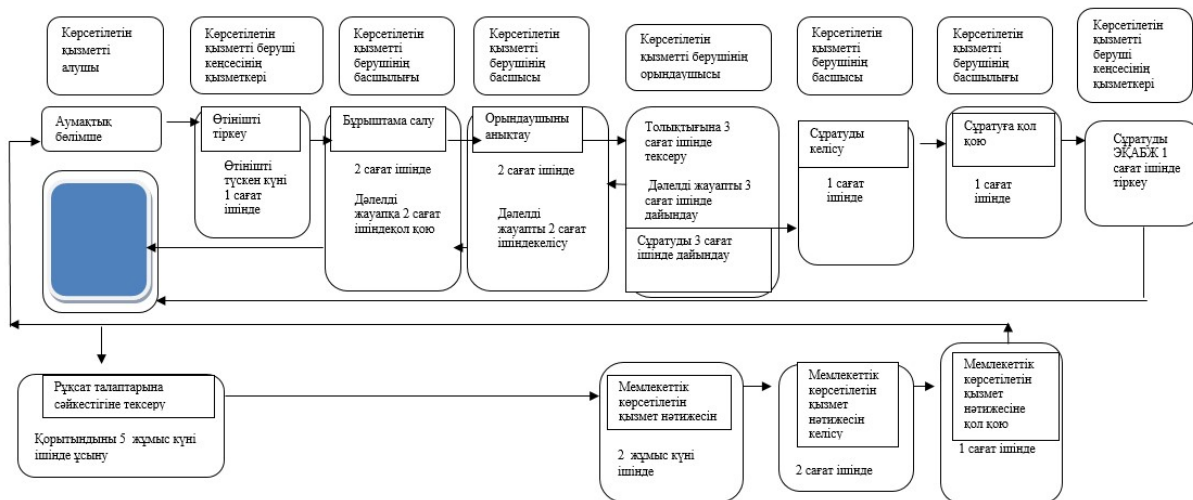 Көрсетілетін
қызметті
алушы
Көрсетілетін
қызметті беруші
кеңсесінің
қызметкері
Көрсетілетін
қызметті
берушінің
басшылығы
Көрсетілетін
қызметті
берушінің
басшысы
Көрсетілетін
қызметті берушінің
орындаушысы
Көрсетілетін
қызметті
берушінің
басшысы
Көрсетілетін
қызметті
берушінің
басшылығы
Көрсетілетін
қызметті
беруші
кеңсесінің
қызметкері
Аумақтық
бөлімше
Өтінішті
тіркеу
Өтінішті
түскен күні
1 сағат
ішінде
Бұрыштама салу
2 сағат ішінде
Дәлелді
жауапқа 2 сағат
ішіндеқол қою
Орындаушыны
анықтау
2 сағат ішінде
Дәлелді
жауапты 2 сағат
ішіндекелісу
Толықтығына 3
сағат ішінде
тексеру
Дәлелді жауапты 3
сағат ішінде
дайындау
Сұратуды 3 сағат
ішінде дайындау
Сұратуды
келісу
1 сағат
ішінде
Сұратуға қол
қою
1 сағат
ішінде
Сұратуды
ЭҚАБЖ 1
сағат ішінде
тіркеу
Рұқсат талаптарына
сәйкестігіне тексеру
Қорытындыны 5 жұмыс күні
ішінде ұсыну
Мемлекеттік
көрсетілетін
қызмет нәтижесін
2 жұмыс күні
ішінде
Мемлекеттік
көрсетілетін
қызмет
нәтижесін
келісу
2 сағат ішінде
Мемлекеттік
көрсетілетін
қызмет
нәтижесіне
қол қою
1 сағат ішінде